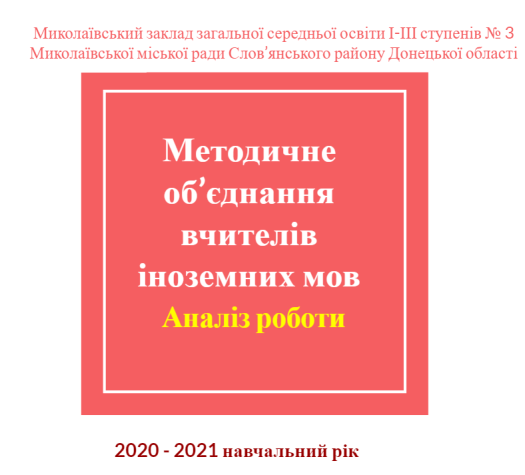 Миколаївський заклад загальної середньої освіти І-ІІІ ступенів № 3
Миколаївської міської ради Слов'янського району Донецької області
Методичне
об'єднання
вчителів
іноземних мов
Аналіз роботи
2020 - 2021 навчальний рік